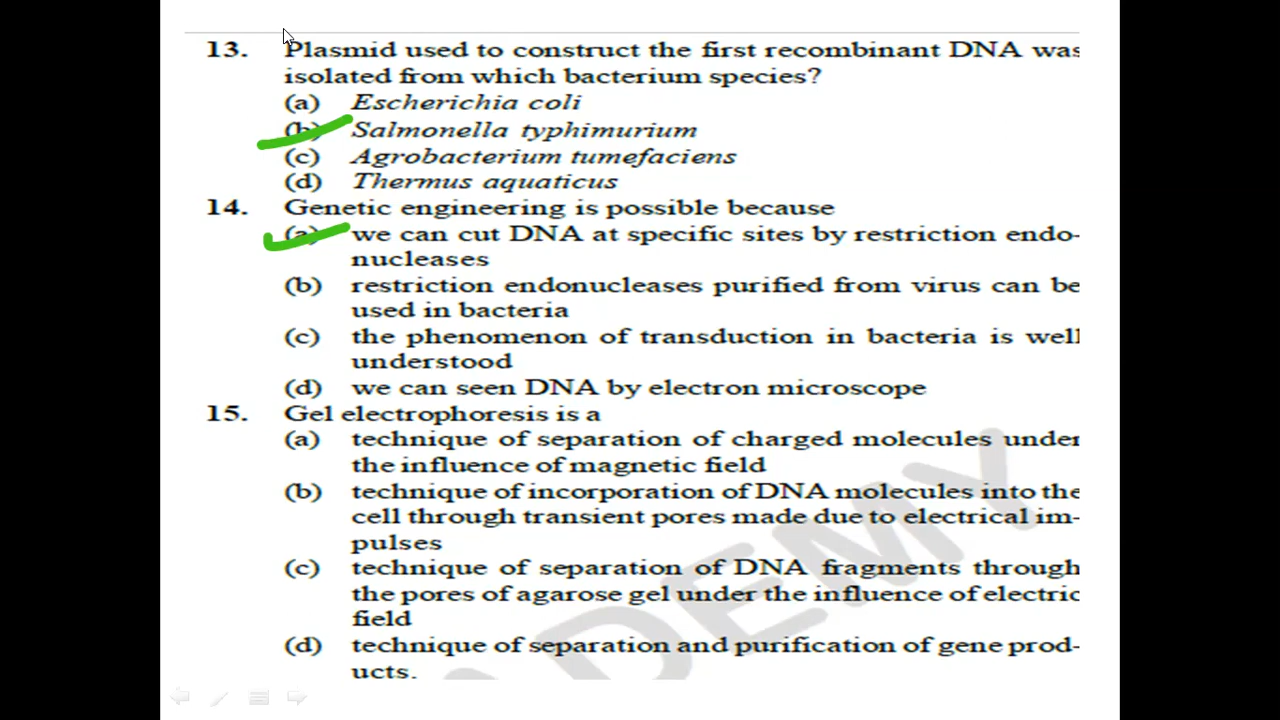 13. Plasmid used to construct the first recombinant DNA was
isolated from which bacterium species?
(a) Escherichia coli
(b) Salmonella typhimurium
(c) Agrobacterium tumefaciens
(d) Thermus aquaticus
14. Genetic engineering is possible because
(a) we can cut DNA at specific sites by restriction endo-
nucleases
(b) restriction endonucleases purified from virus can be
used in bacteria
(c) the phenomenon of transduction in bacteria is well
understood
(d) we can seen DNA by electron microscope
15. Gel electrophoresis is a
(a) technique of separation of charged molecules under
the influence of magnetic field
(b) technique of incorporation of DNA molecules into the
cell through transient pores made due to electrical im-
pulses
(c) technique of separation of DNA fragments through
the pores of agarose gel under the influence of electric
field
(d) technique of separation and purification of gene prod-
ucts.
ADEMY